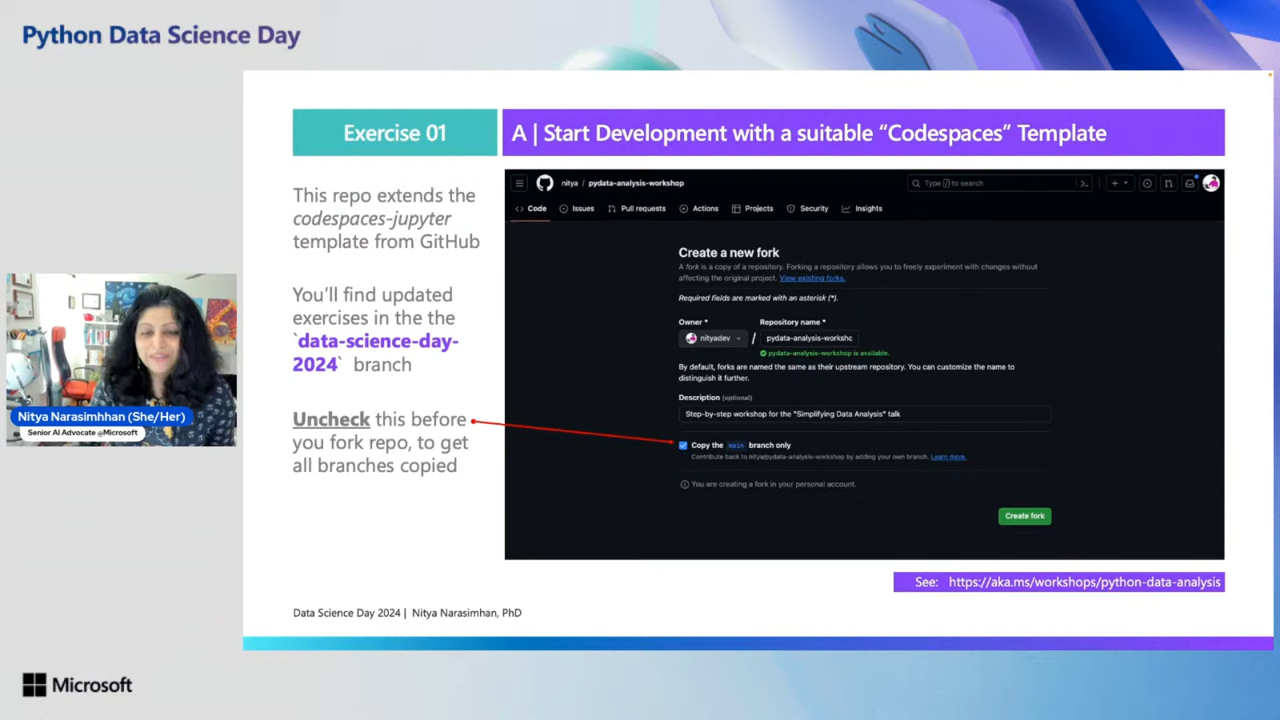 Python Data Science Day
Exercise 01
A | Start Development with a suitable “Codespaces” Template
This repo extends the
codespaces-jupyter
template from GitHub
You’ll find updated
exercises in the the
`data-science-day-
2024` branch
Uncheck this before
you fork repo, to get
all branches copied
nitya / pydata-analysis-workshop
Type / to search
Code Issues Pull requests Actions Projects Security Insights
Create a new fork
A fork is a copy of a repository. Forking a repository allows you to freely experiment with changes without
affecting the original project. View existing forks.
Required fields are marked with an asterisk (*).
Owner * Repository name *
nityadev / pydata-analysis-workshc
pydata-analysis-workshop is available.
By default, forks are named the same as their upstream repository. You can customize the name to
distinguish it further.
Description (optional)
Step-by-step workshop for the "Simplifying Data Analysis" talk
Copy the main branch only
Contribute back to nitya/pydata-analysis-workshop by adding your own branch. Learn more.
You are creating a fork in your personal account.
Create fork
See: https://aka.ms/workshops/python-data-analysis
Data Science Day 2024 | Nitya Narasimhan, PhD
Nitya Narasimhhan (She/Her)
Senior AI Advocate @Microsoft
Microsoft